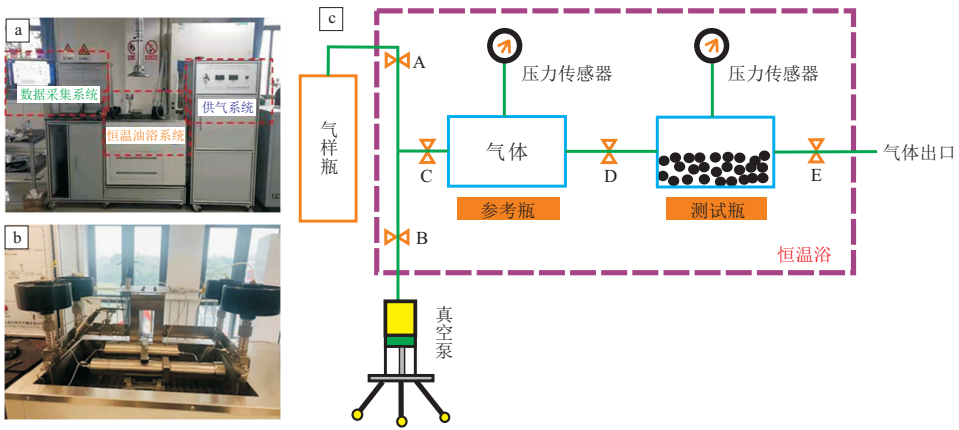 a
数据采集系统
恒温油浴系统
供气系统
b
c
A
压力传感器
压力传感器
气样瓶
气体
C
D
E
气体出口
参考瓶
测试瓶
B
恒温浴
真空泵